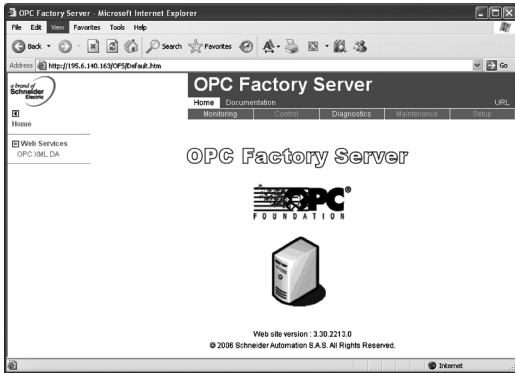 OPC Factory Server - Microsoft Internet Explorer
File Edit View Favorites Tools Help
Back Search Favorites
Address http://195.6.140.163/OPS/Default.htm Go
a brand of
Schneider
Electric
OPC Factory Server
Home Documentation URL
Monitoring Control Diagnostics Maintenance Setup
Home
Web Services
OPC XML DA
OPC Factory Server
OPC®
FOUNDATION
Web site version : 3.30.2213.0
© 2006 Schneider Automation S.A.S. All Rights Reserved.
Internet